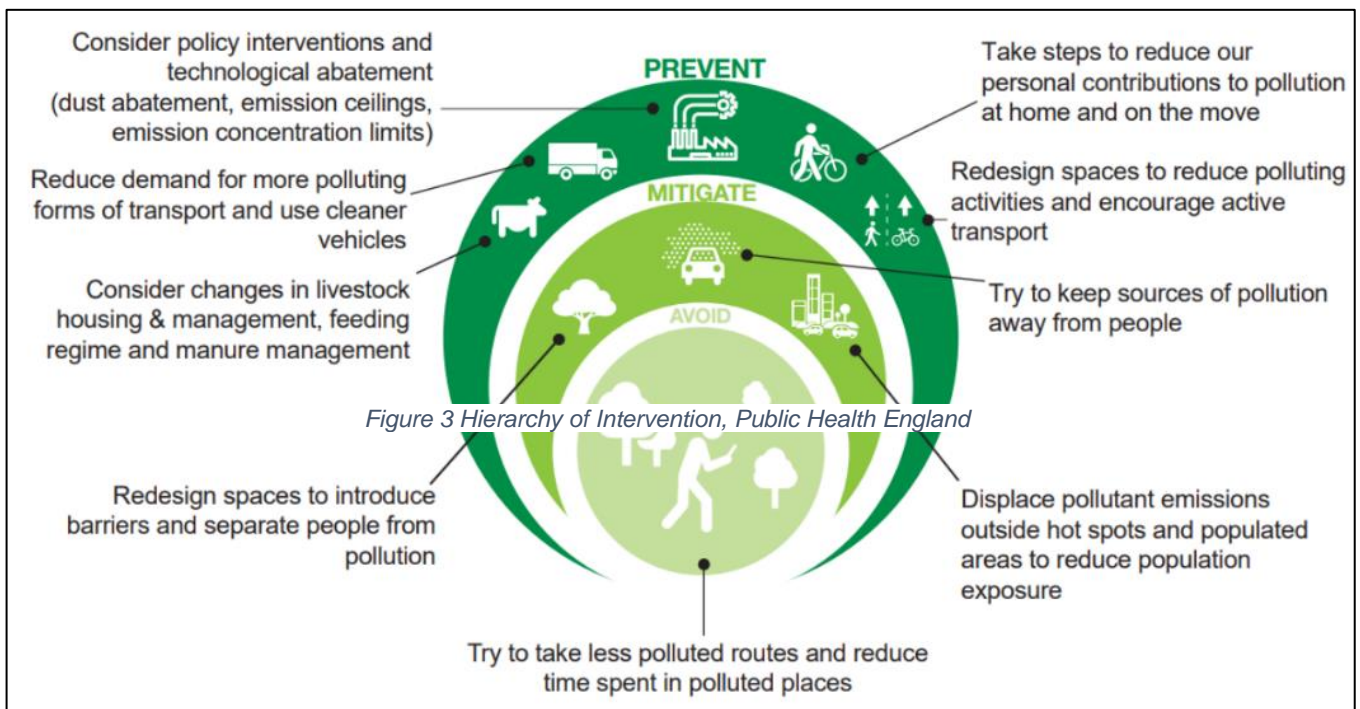 Consider policy interventions and
technological abatement
(dust abatement, emission ceilings,
emission concentration limits)
Reduce demand for more polluting
forms of transport and use cleaner
vehicles
Consider changes in livestock
housing & management, feeding
regime and manure management
PREVENT
MITIGATE
AVOID
Take steps to reduce our
personal contributions to pollution
at home and on the move
Redesign spaces to reduce polluting
activities and encourage active
transport
Try to keep sources of pollution
away from people
Figure 3 Hierarchy of Intervention, Public Health England
Redesign spaces to introduce
barriers and separate people from
pollution
Displace pollutant emissions
outside hot spots and populated
areas to reduce population
exposure
Try to take less polluted routes and reduce
time spent in polluted places